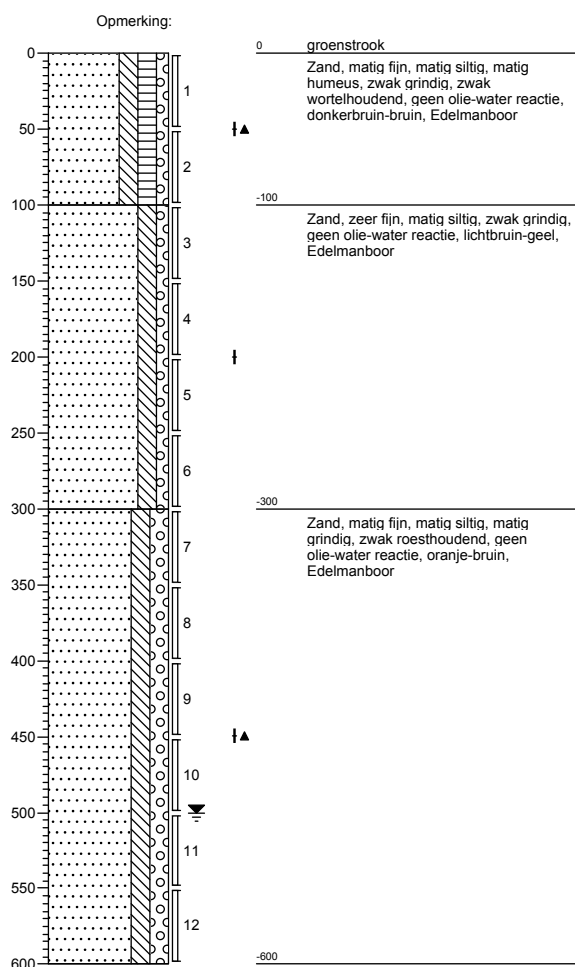 Opmerking:
0
50
100
150
200
250
300
350
400
450
500
550
600
1
2
3
4
5
6
7
8
9
10
11
12
0
groenstrook
Zand, matig fijn, matig siltig, matig
humeus, zwak grindig, zwak
wortelhoudend, geen olie-water reactie,
donkerbruin-bruin, Edelmanboor
-100
Zand, zeer fijn, matig siltig, zwak grindig,
geen olie-water reactie, lichtbruin-geel,
Edelmanboor
-300
Zand, matig fijn, matig siltig, matig
grindig, zwak roesthoudend, geen
olie-water reactie, oranje-bruin,
Edelmanboor
-600